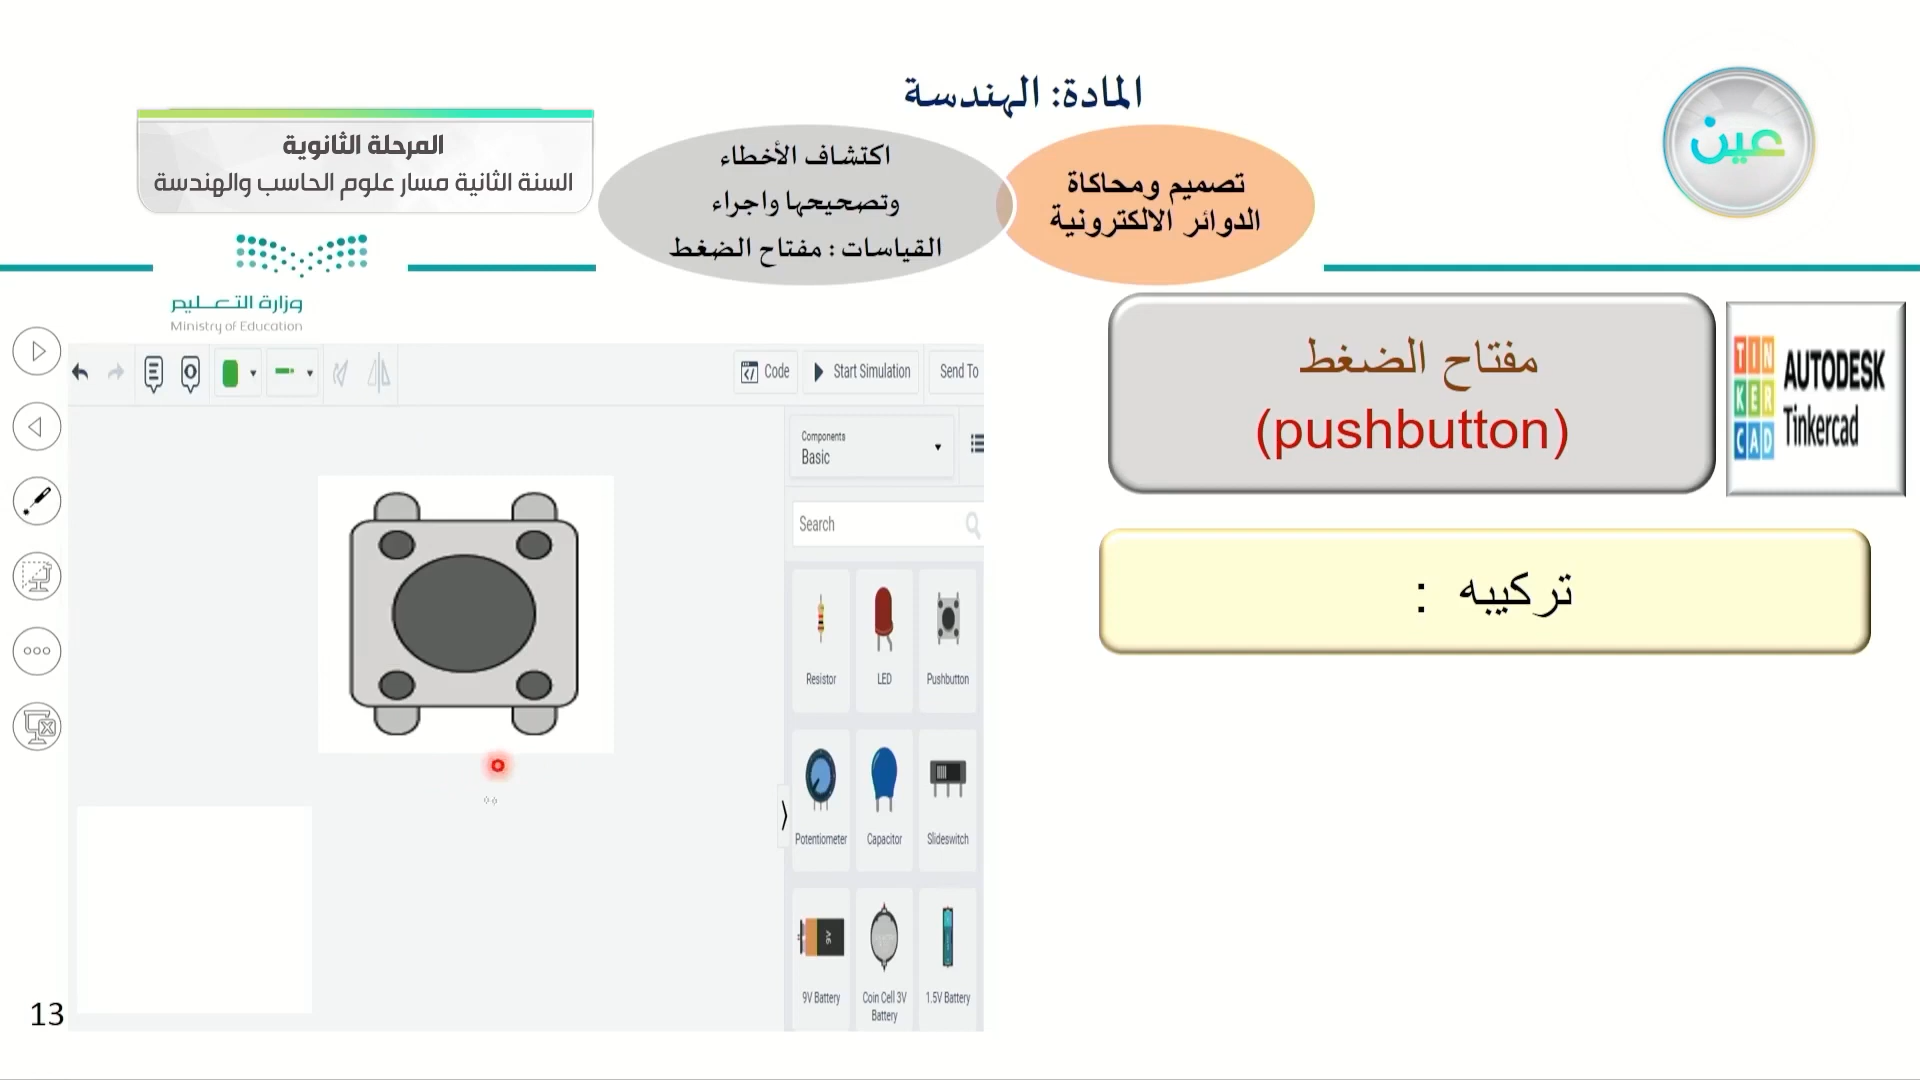 المادة: الهندسة
عين
المرحلة الثانوية
السنة الثانية مسار علوم الحاسب والهندسة
تصميم ومحاكاة
الدوائر الالكترونية
اكتشاف الأخطاء
وتصحيحها واجراء
القياسات : مفتاح الضغط
وزارة التعليم
Ministry of Education
مفتاح الضغط
(pushbutton)
TIN
KER
CAD
AUTODESK
Tinkercad
تركيبه :
Code
Start Simulation
Send To
Components
Basic
Search
Resistor
LED
Pushbutton
Potentiometer
Capacitor
Slideswitch
9V
9V Battery
Coin Cell 3V
Battery
1.5V Battery
13